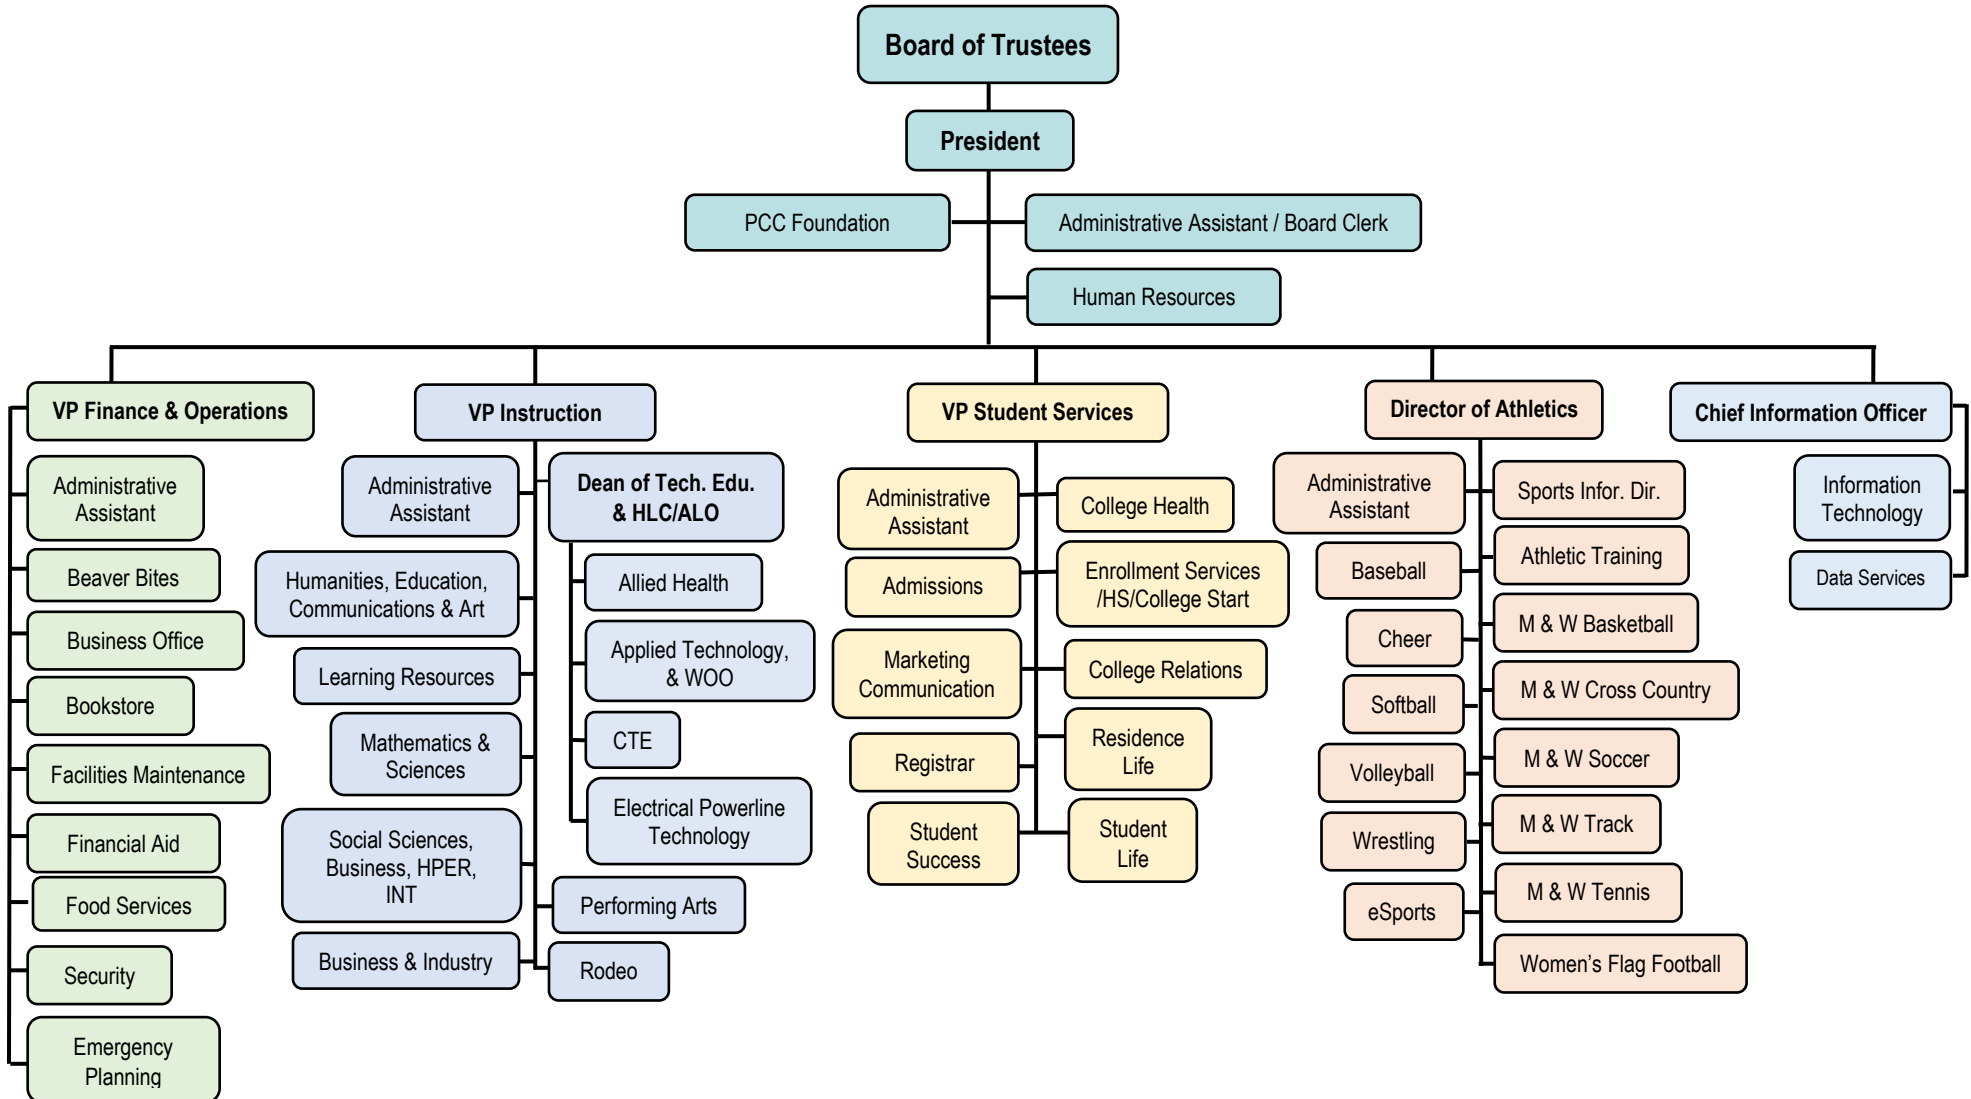 Board of Trustees
President
PCC Foundation
Administrative Assistant / Board Clerk
Human Resources
VP Finance & Operations
Administrative
Assistant
Beaver Bites
Business Office
Bookstore
Facilities Maintenance
Financial Aid
Food Services
Security
Emergency
Planning
VP Instruction
Administrative
Assistant
Humanities, Education,
Communications & Art
Learning Resources
Mathematics &
Sciences
Social Sciences,
Business, HPER,
INT
Business & Industry
Dean of Tech. Edu.
& HLC/ALO
Allied Health
Applied Technology,
& WOO
CTE
Electrical Powerline
Technology
Performing Arts
Rodeo
VP Student Services
Administrative
Assistant
Admissions
Marketing
Communication
Registrar
Student
Success
College Health
Enrollment Services
/HS/College Start
College Relations
Residence
Life
Student
Life
Director of Athletics
Administrative
Assistant
Baseball
Cheer
Softball
Volleyball
Wrestling
eSports
Sports Infor. Dir.
Athletic Training
M & W Basketball
M & W Cross Country
M & W Soccer
M & W Track
M & W Tennis
Women’s Flag Football
Chief Information Officer
Information
Technology
Data Services